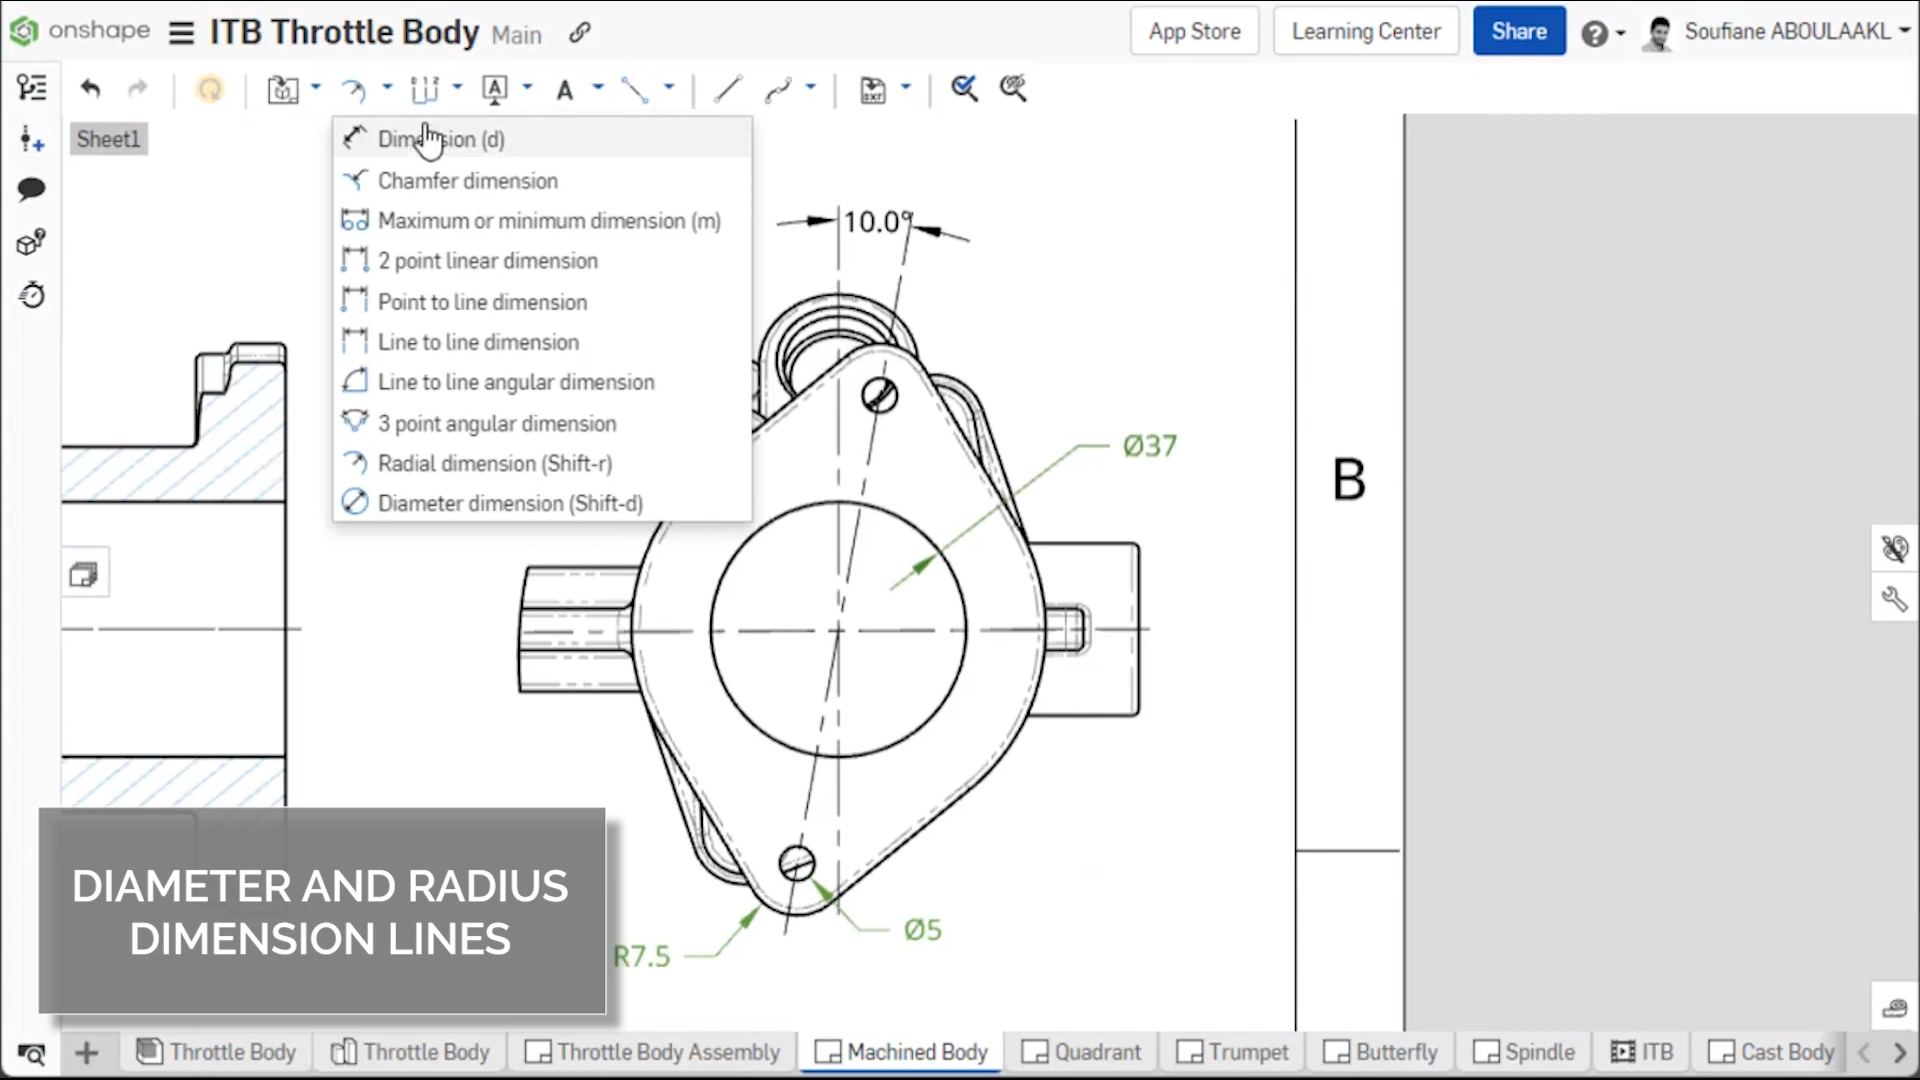 onshape ITB Throttle Body Main App Store Learning Center Share Soufiane ABOULAAKL
Sheet1
Dimension (d)
Chamfer dimension
Maximum or minimum dimension (m)
2 point linear dimension
Point to line dimension
Line to line dimension
Line to line angular dimension
3 point angular dimension
Radial dimension (Shift-r)
Diameter dimension (Shift-d)
10.0°
Ø37
B
Ø5
R7.5
DIAMETER AND RADIUS
DIMENSION LINES
Throttle Body Throttle Body Throttle Body Assembly Machined Body Quadrant Trumpet Butterfly Spindle ITB Cast Body